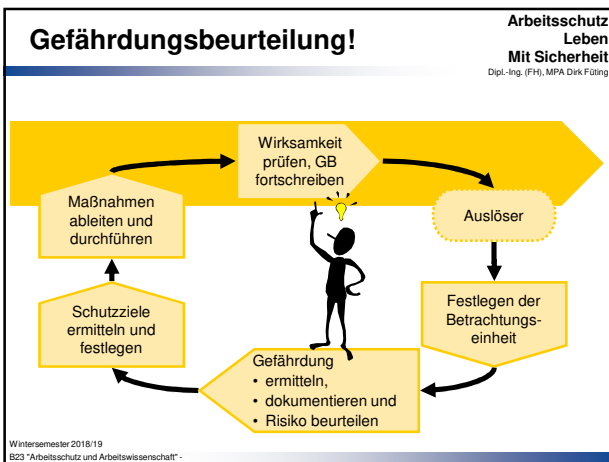 Gefährdungsbeurteilung!
Arbeitsschutz
Leben
Mit Sicherheit
Dipl.-Ing. (FH), MPA Dirk Füting
Wirksamkeit
prüfen, GB
fortschreiben
Auslöser
Festlegen der
Betrachtungs-
einheit
Gefährdung
• ermitteln,
• dokumentieren und
• Risiko beurteilen
Schutzziele
ermitteln und
festlegen
Maßnahmen
ableiten und
durchführen
Wintersemester 2018/19
B23 "Arbeitsschutz und Arbeitswissenschaft" -